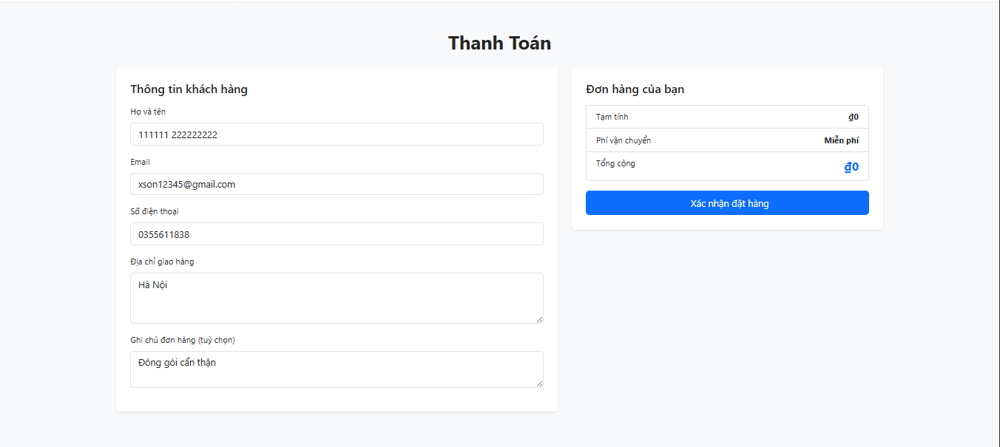 Thanh Toán
Thông tin khách hàng
Họ và tên
111111 222222222
Email
xson12345@gmail.com
Số điện thoại
0355611838
Địa chỉ giao hàng
Hà Nội
Ghi chú đơn hàng (tuỳ chọn)
Đóng gói cẩn thận
Đơn hàng của bạn
Tạm tính ₫0
Phí vận chuyển Miễn phí
Tổng cộng ₫0
Xác nhận đặt hàng